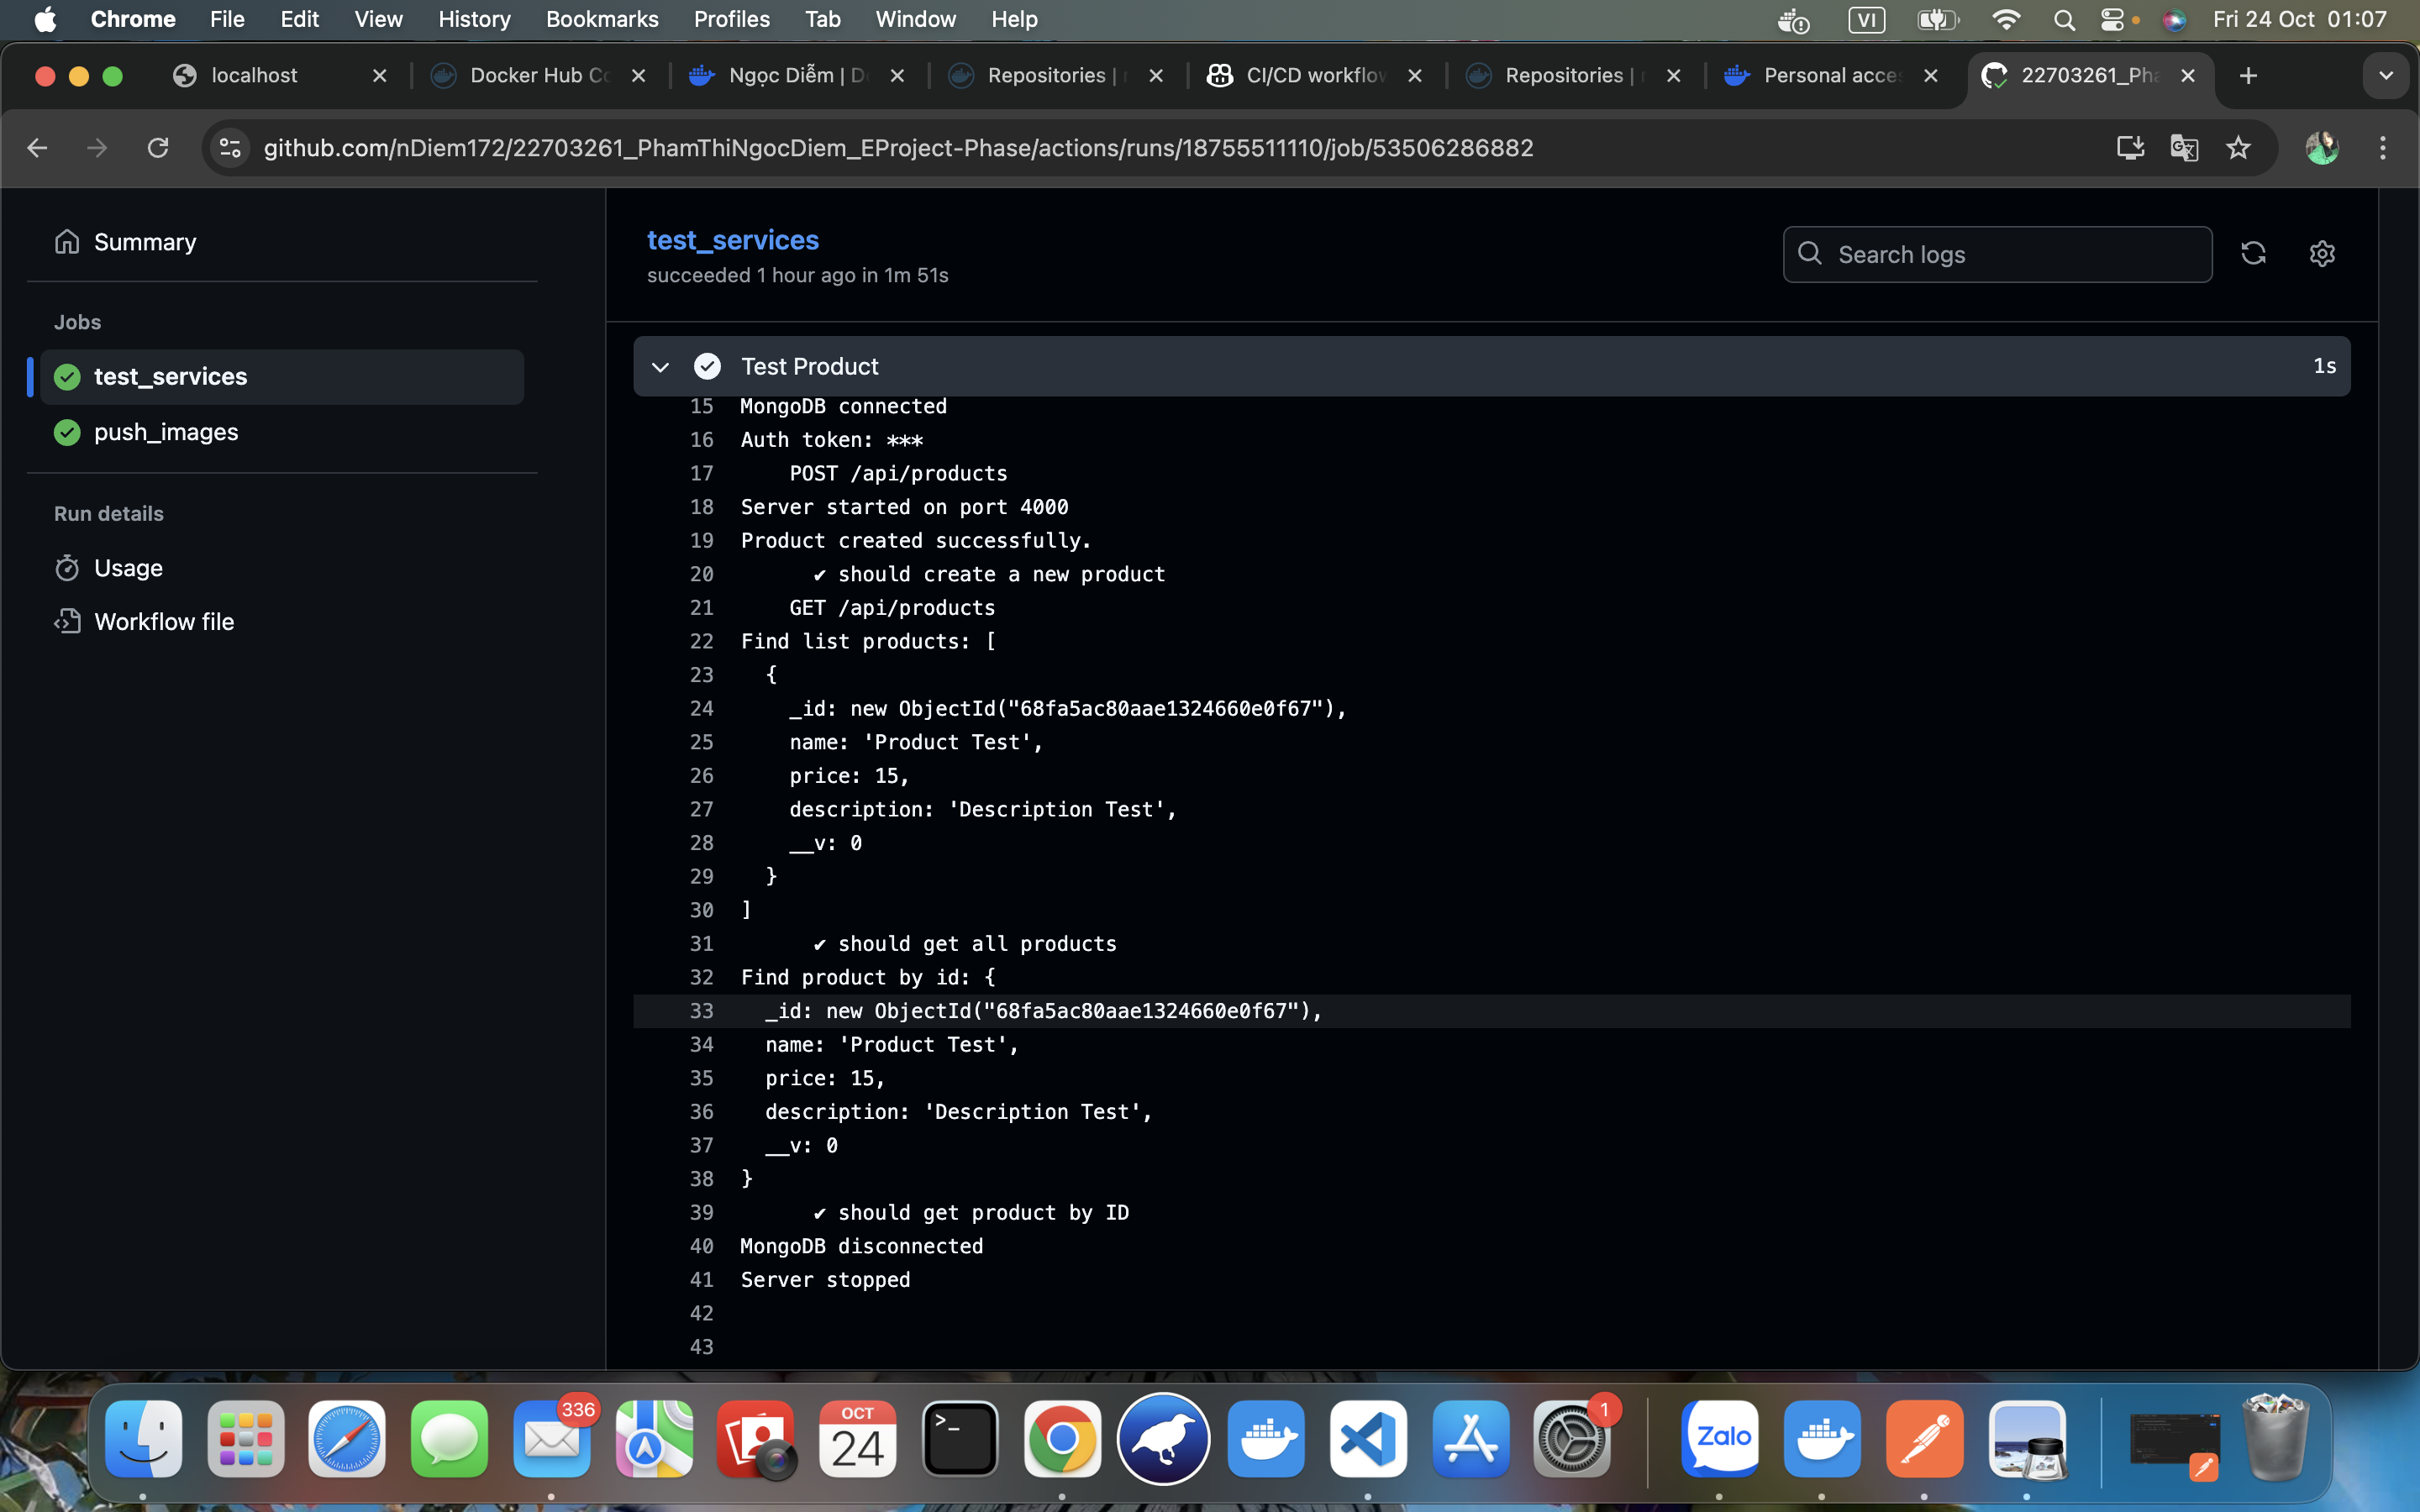 Chrome File Edit View History Bookmarks Profiles Tab Window Help VI Fri 24 Oct 01:07
localhost Docker Hub Ngọc Diễm | Repositories | CI/CD Repositories | Personal 22703261_
github.com/nDiem172/22703261_PhamThiNgocDiem_EProject-Phase/actions/runs/18755511110/job/53506286882
Summary
Jobs
test_services
push_images
Run details
Usage
Workflow file
test_services
succeeded 1 hour ago in 1m 51s
Search logs
Test Product 1s
15 MongoDB connected
16 Auth token: ***
17 POST /api/products
18 Server started on port 4000
19 Product created successfully.
20 ✔ should create a new product
21 GET /api/products
22 Find list products: [
23 {
24 _id: new ObjectId("68fa5ac80aae1324660e0f67"),
25 name: 'Product Test',
26 price: 15,
27 description: 'Description Test',
28 __v: 0
29 }
30 ]
31 ✔ should get all products
32 Find product by id: {
33 _id: new ObjectId("68fa5ac80aae1324660e0f67"),
34 name: 'Product Test',
35 price: 15,
36 description: 'Description Test',
37 __v: 0
38 }
39 ✔ should get product by ID
40 MongoDB disconnected
41 Server stopped
42
43
336
OCT
24
>_
1
Zalo